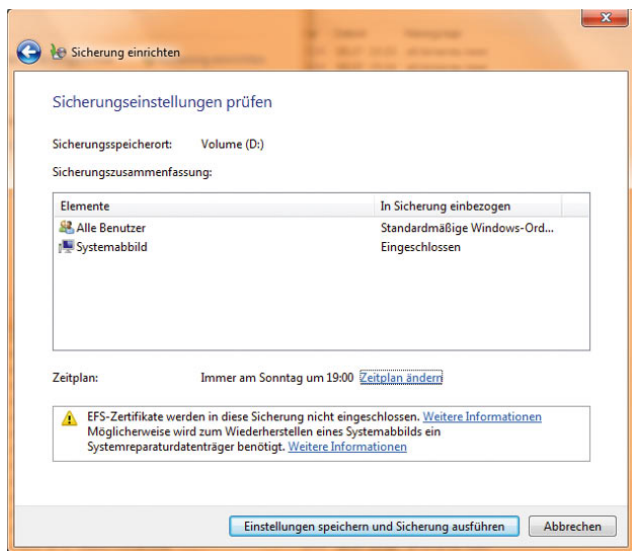 Sicherung einrichten
Sicherungseinstellungen prüfen
Sicherungsspeicherort: Volume (D:)
Sicherungszusammenfassung:
Elemente In Sicherung einbezogen
Alle Benutzer Standardmäßige Windows-Ord...
Systemabbild Eingeschlossen
Zeitplan: Immer am Sonntag um 19:00 Zeitplan ändern
EFS-Zertifikate werden in diese Sicherung nicht eingeschlossen. Weitere Informationen
Möglicherweise wird zum Wiederherstellen eines Systemabbilds ein
Systemreparaturdatenträger benötigt. Weitere Informationen
Einstellungen speichern und Sicherung ausführen Abbrechen